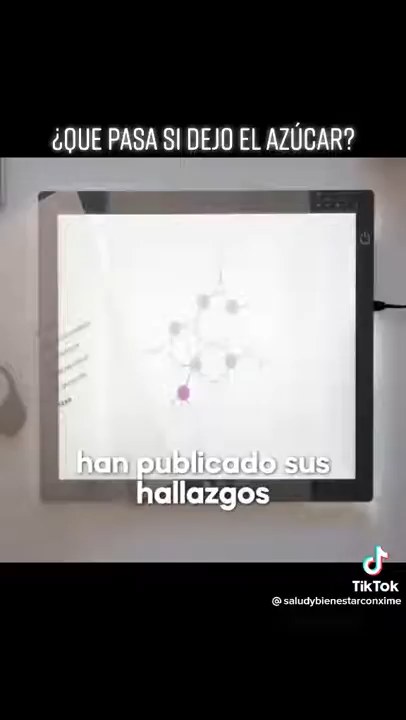 ¿QUE PASA SI DEJO EL AZÚCAR?
han publicado sus
hallazgos
TikTok
@ saludybienestarconxime